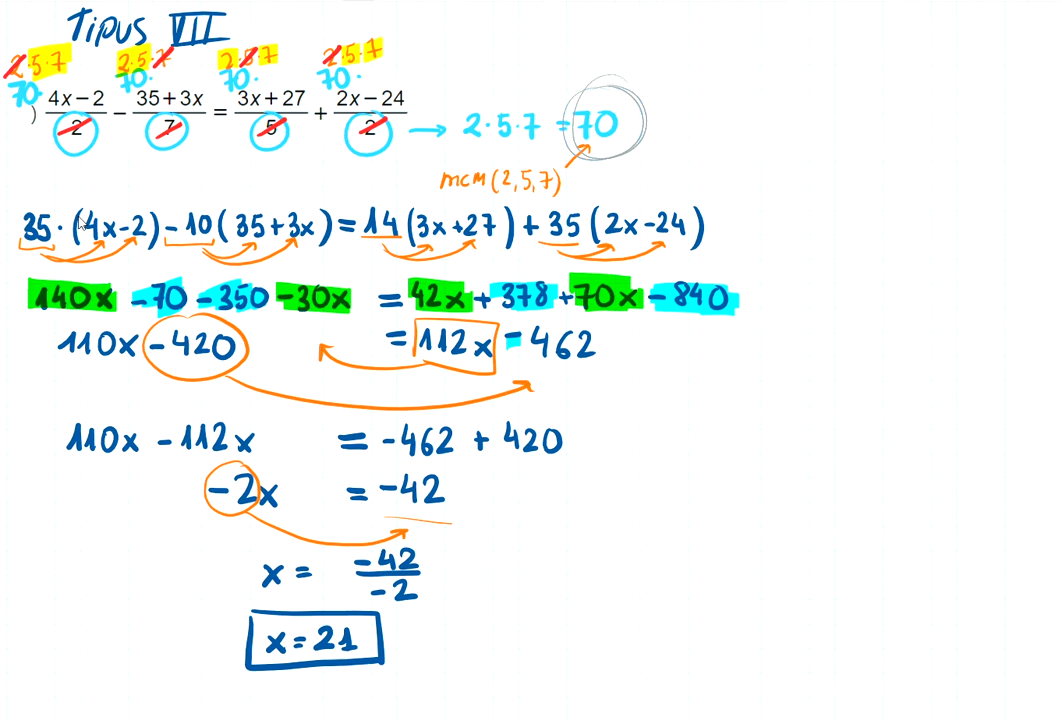 Tipus VII
2·5·7 2·5·7 2·5·7 2·5·7
70· 70· 70· 70·
) (4x−2)/2 − (35+3x)/7 = (3x+27)/5 + (2x−24)/2 → 2·5·7 = 70
mcm(2,5,7)
35·(4x-2)-10(35+3x)=14(3x+27)+35(2x-24)
140x -70 -350 -30x = 42x + 378 + 70x - 840
110x -420 = 112x - 462
110x - 112x = -462 + 420
-2x = -42
x = -42/-2
x = 21